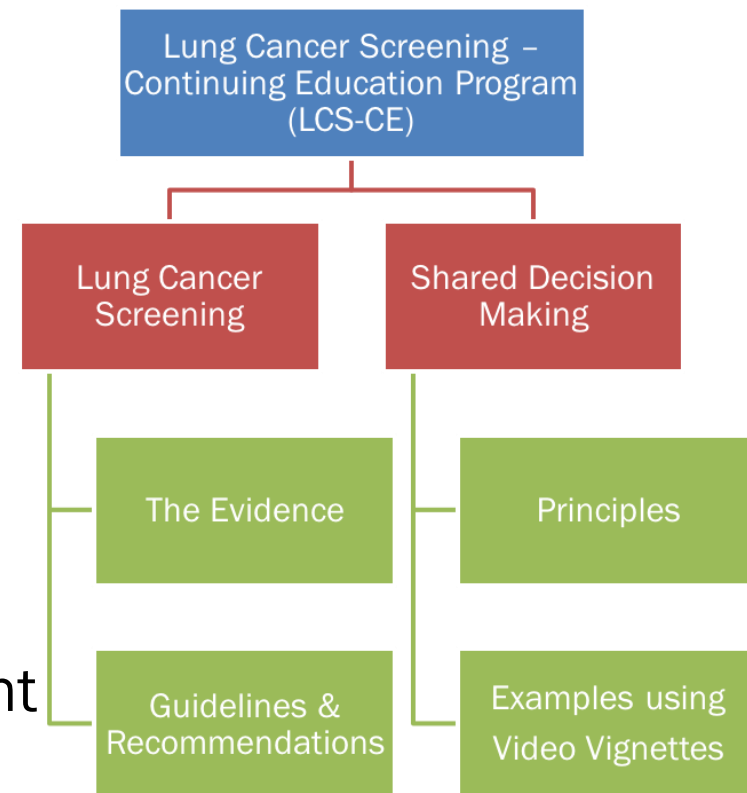 Lung Cancer Screening –
Continuing Education Program
(LCS-CE)
Lung Cancer
Screening
Shared Decision
Making
The Evidence
Principles
nt
Guidelines &
Recommendations
Examples using
Video Vignettes